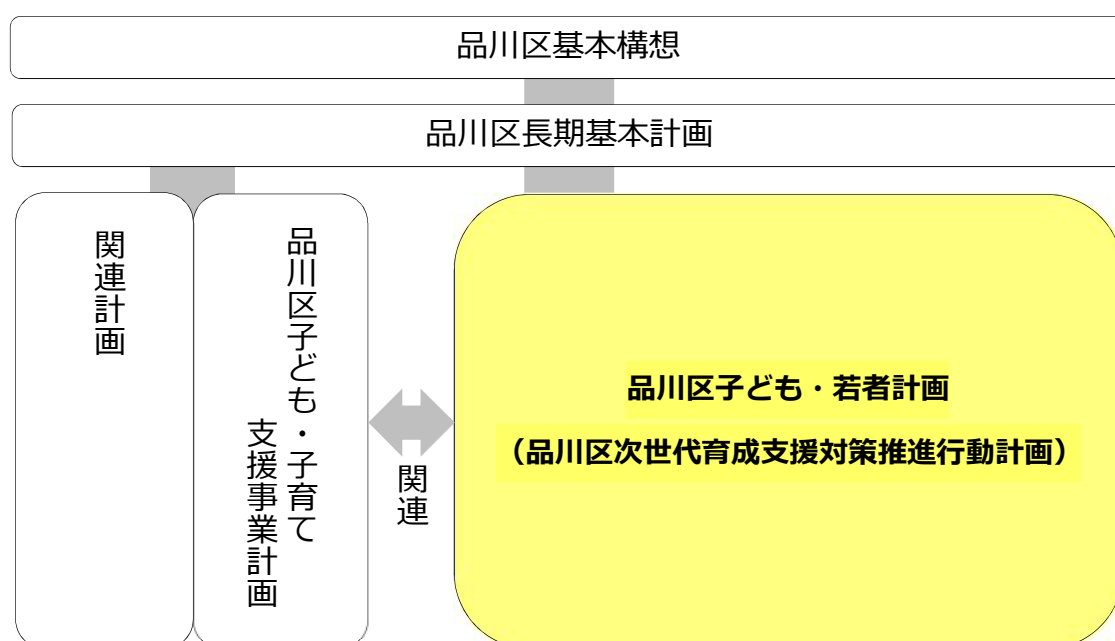 品川区基本構想
品川区長期基本計画
関連計画
品川区子ども・子育て
支援事業計画
関連
品川区子ども・若者計画
（品川区次世代育成支援対策推進行動計画）